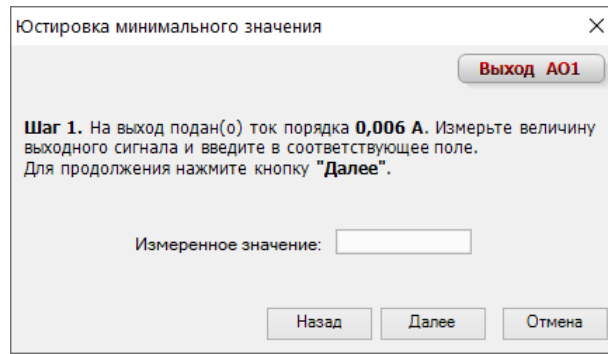 Юстировка минимального значения
Выход AO1
Шаг 1. На выход подан(о) ток порядка 0,006 А. Измерьте величину
выходного сигнала и введите в соответствующее поле.
Для продолжения нажмите кнопку "Далее".
Измеренное значение:
Назад
Далее
Отмена